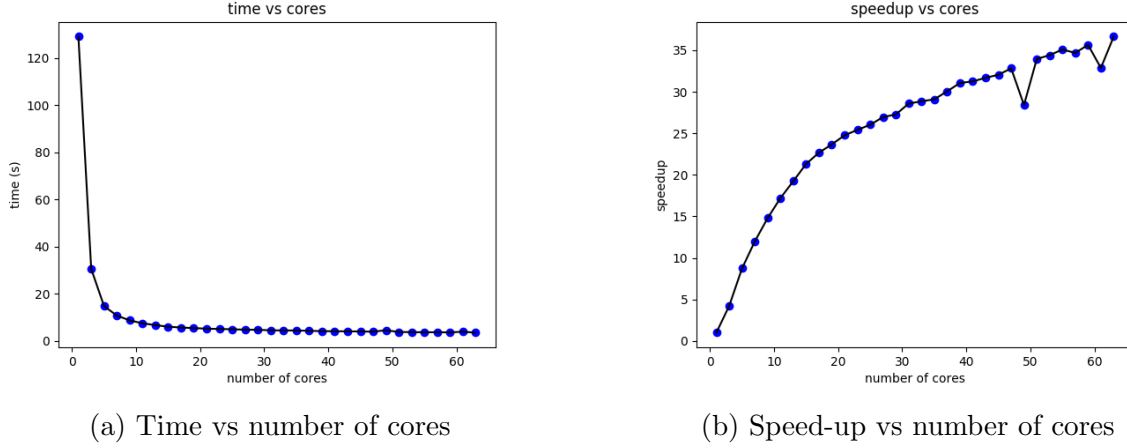 time vs cores
120
100
80
60
40
20
0
time (s)
0 10 20 30 40 50 60
number of cores
(a) Time vs number of cores
speedup vs cores
35
30
25
20
15
10
5
0
speedup
0 10 20 30 40 50 60
number of cores
(b) Speed-up vs number of cores